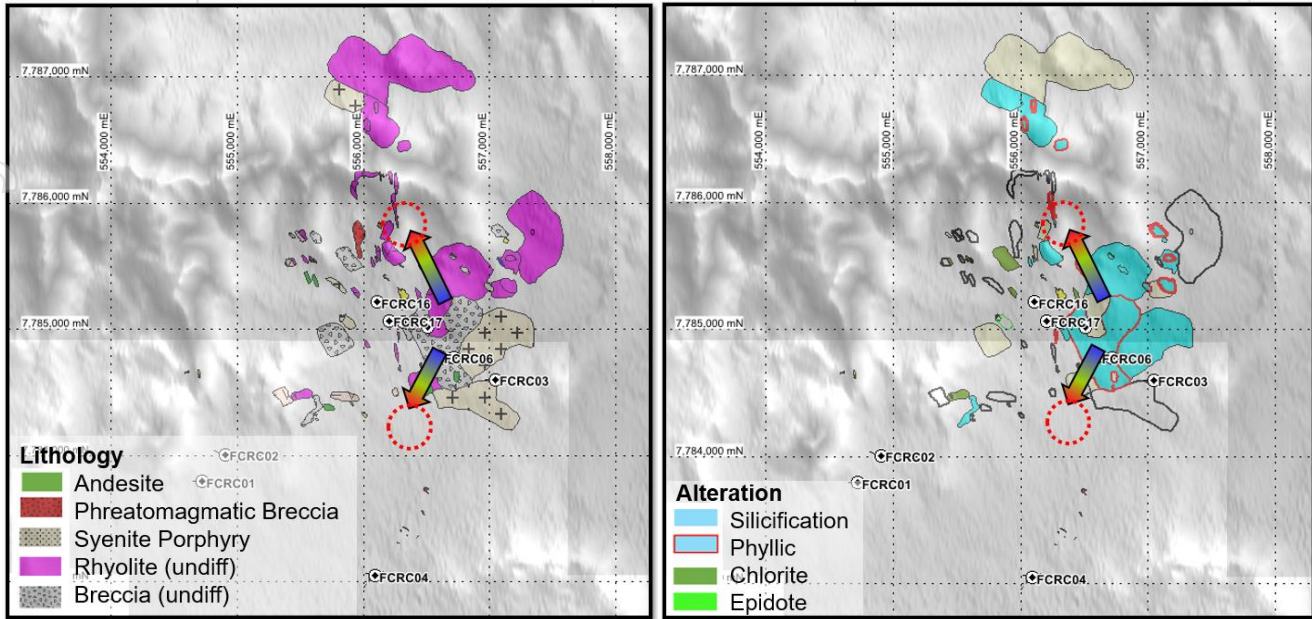 7,787,000 mN
554,000 mE
555,000 mE
556,000 mE
557,000 mE
558,000 mE
7,786,000 mN
FCRC16
7,785,000 mN
FCRC17
FCRC06
FCRC03
FCRC02
FCRC01
FCRC04
Lithology
Andesite
Phreatomagmatic Breccia
Syenite Porphyry
Rhyolite (undiff)
Breccia (undiff)
7,787,000 mN
554,000 mE
555,000 mE
556,000 mE
557,000 mE
558,000 mE
7,786,000 mN
FCRC16
7,785,000 mN
FCRC17
FCRC06
FCRC03
7,784,000 mN
FCRC02
FCRC01
FCRC04
Alteration
Silicification
Phyllic
Chlorite
Epidote